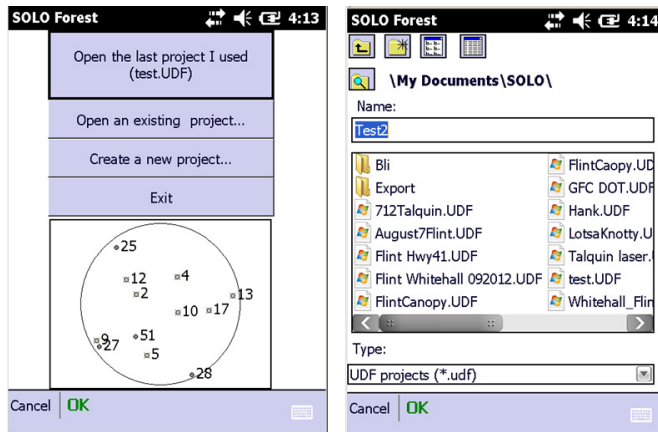 SOLO Forest 4:13
Open the last project I used
(test.UDF)
Open an existing project...
Create a new project...
Exit
25
12
4
2
13
10
17
9
51
27
5
28
Cancel OK
SOLO Forest 4:14
\My Documents\SOLO\
Name:
Test2
Bli
Export
712Talquin.UDF
August7Flint.UDF
Flint Hwy41.UDF
Flint Whitehall 092012.UDF
FlintCanopy.UDF
FlintCaopy.UD
GFC DOT.UDF
Hank.UDF
LotsaKnotty.U
Talquin laser.
test.UDF
Whitehall_Flin
Type:
UDF projects (*.udf)
Cancel OK